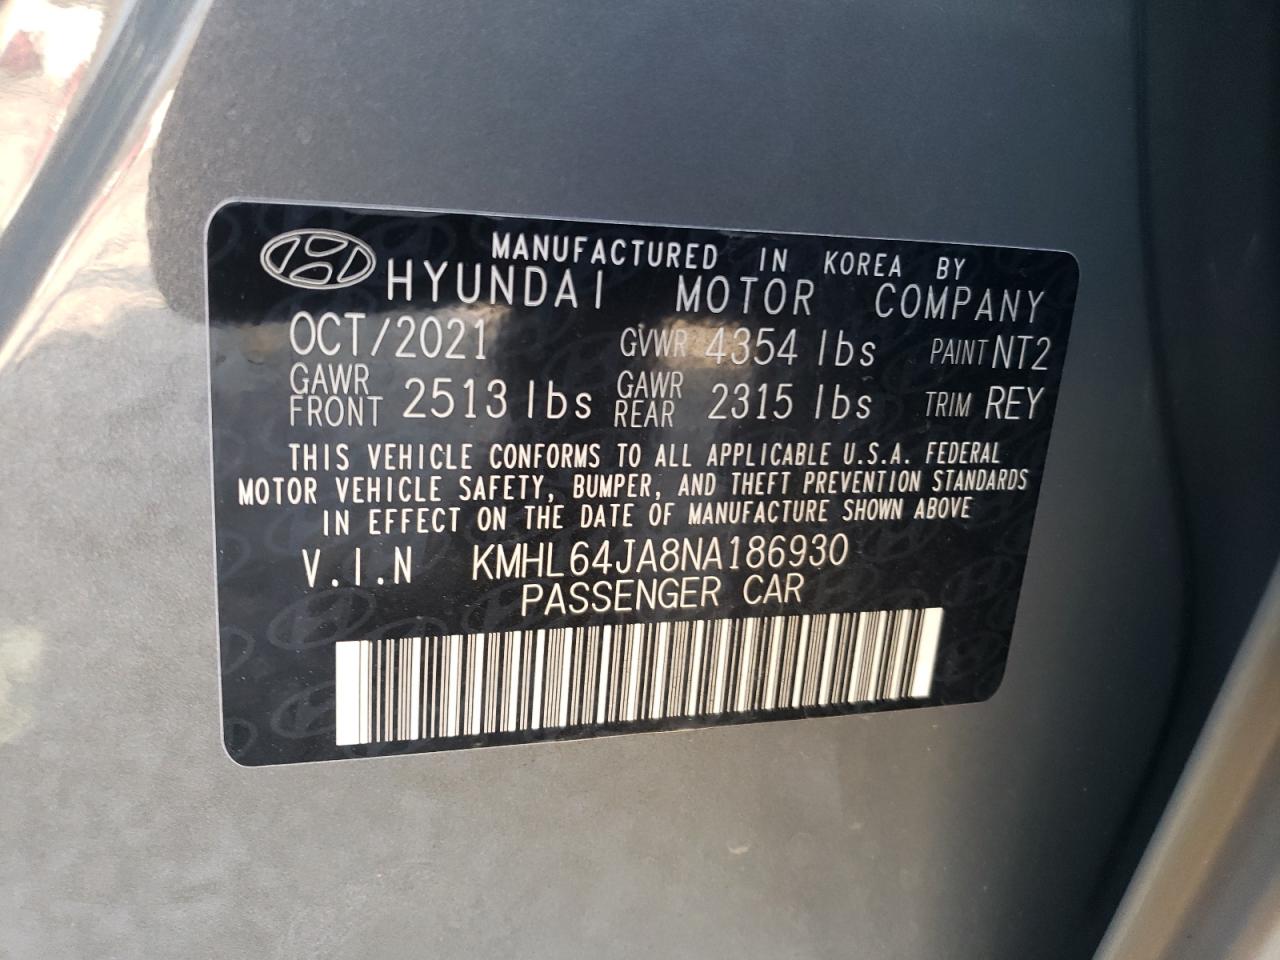 MANUFACTURED IN KOREA BY
HYUNDAI MOTOR COMPANY
OCT/2021 GVWR 4354 lbs PAINT NT2
GAWR FRONT 2513 lbs GAWR REAR 2315 lbs TRIM REY
THIS VEHICLE CONFORMS TO ALL APPLICABLE U.S.A. FEDERAL
MOTOR VEHICLE SAFETY, BUMPER, AND THEFT PREVENTION STANDARDS
IN EFFECT ON THE DATE OF MANUFACTURE SHOWN ABOVE
V.I.N KMHL64JA8NA186930
PASSENGER CAR